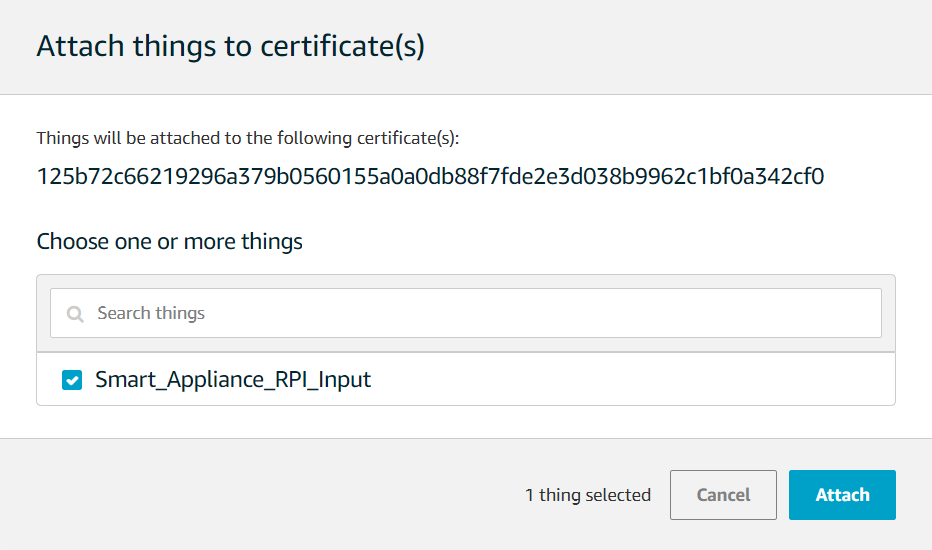 Attach things to certificate(s)
Things will be attached to the following certificate(s):
125b72c66219296a379b0560155a0a0db88f7fde2e3d038b9962c1bf0a342cf0
Choose one or more things
Search things
Smart_Appliance_RPI_Input
1 thing selected
Cancel
Attach